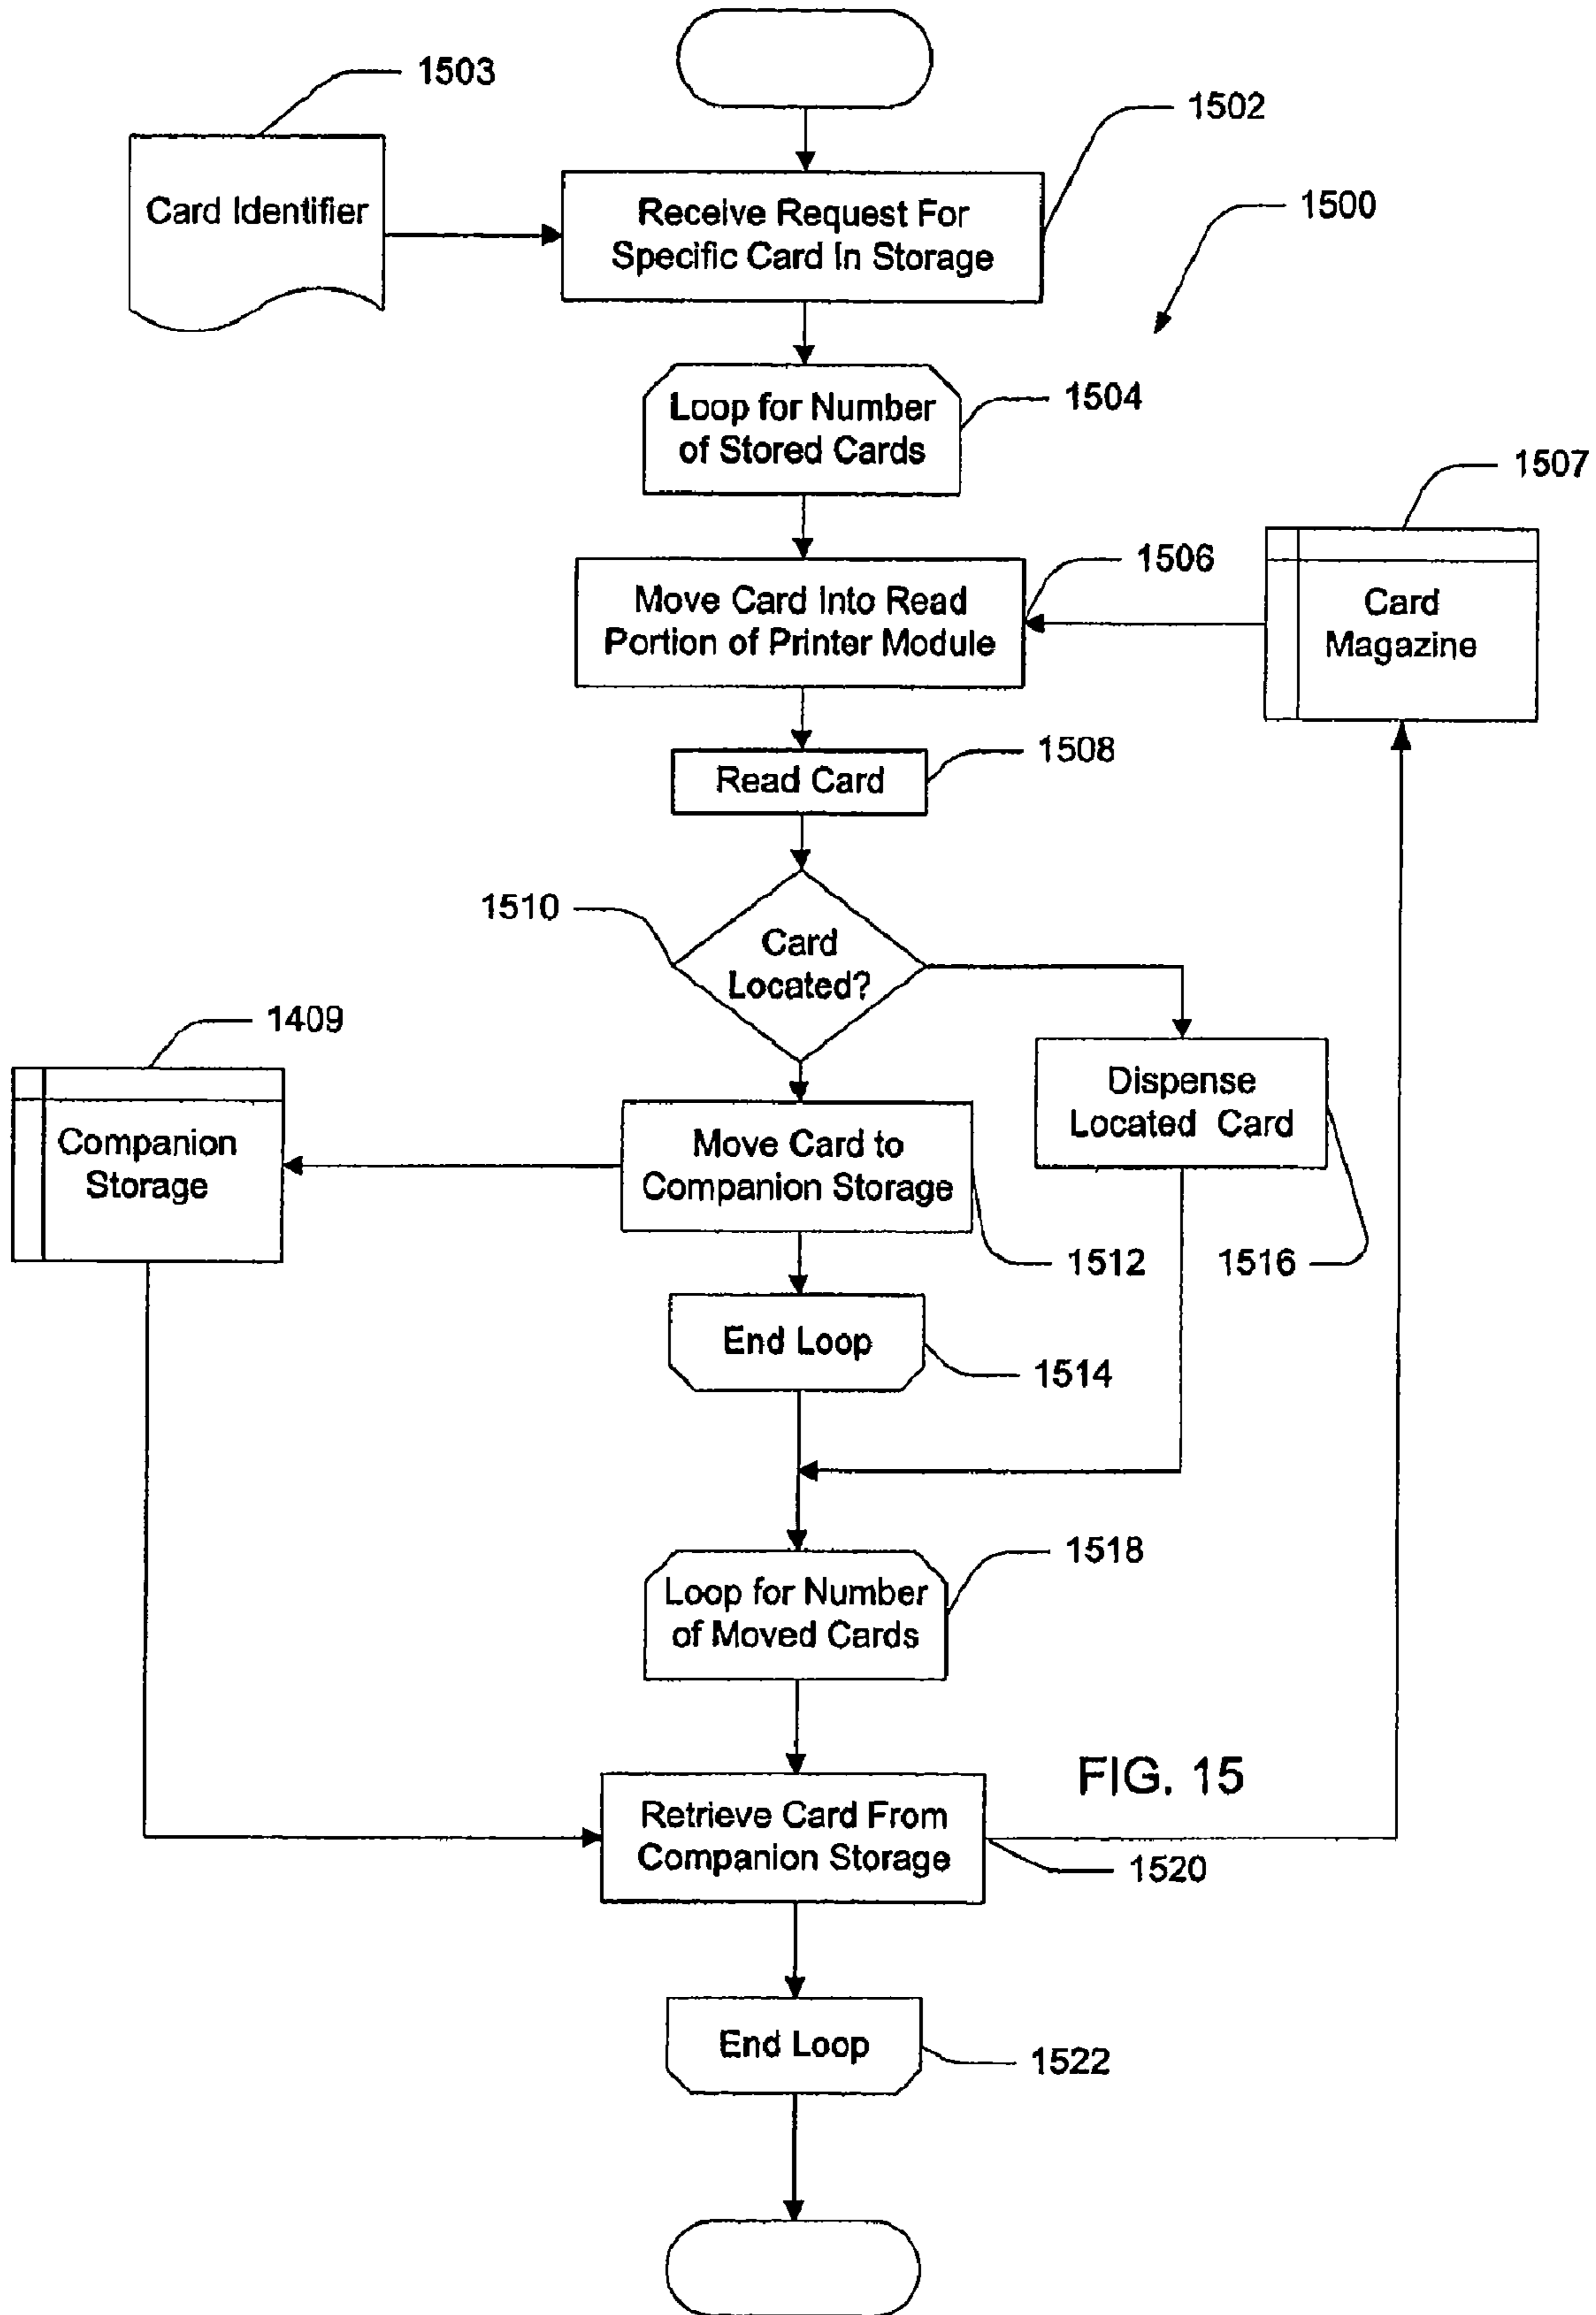 1503
1502
Card Identifier
Receive Request For
Specific Card In Storage
1500
Loop for Number
of Stored Cards
1504
1507
1506
Move Card Into Read
Portion of Printer Module
Card
Magazine
1508
Read Card
1510
Card
Located?
1409
Companion
Storage
Move Card to
Companion Storage
Dispense
Located Card
1512
1516
End Loop
1514
1518
Loop for Number
of Moved Cards
FIG. 15
Retrieve Card From
Companion Storage
1520
End Loop
1522